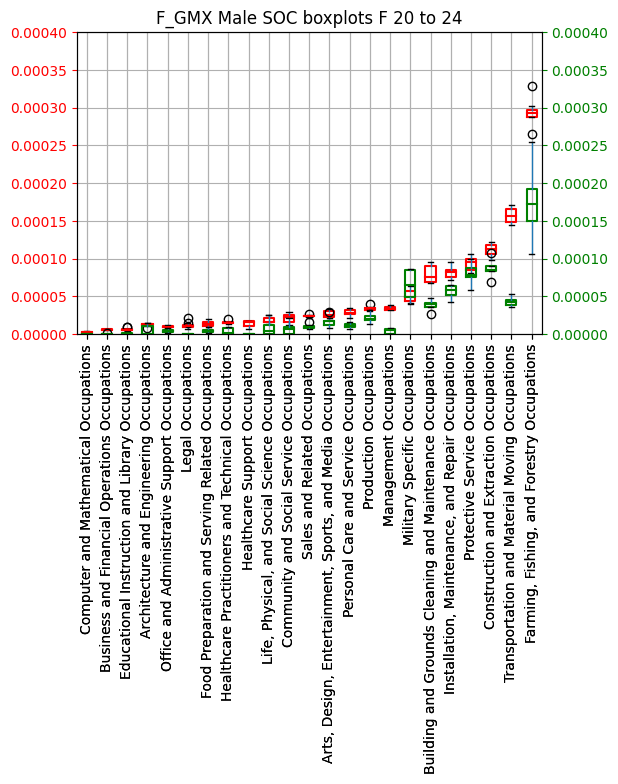 F_GMX Male SOC boxplots F 20 to 24
0.00040
0.00035
0.00030
0.00025
0.00020
0.00015
0.00010
0.00005
0.00000
0.00040
0.00035
0.00030
0.00025
0.00020
0.00015
0.00010
0.00005
0.00000
Computer and Mathematical Occupations
Business and Financial Operations Occupations
Educational Instruction and Library Occupations
Architecture and Engineering Occupations
Office and Administrative Support Occupations
Legal Occupations
Food Preparation and Serving Related Occupations
Healthcare Practitioners and Technical Occupations
Healthcare Support Occupations
Life, Physical, and Social Science Occupations
Community and Social Service Occupations
Sales and Related Occupations
Arts, Design, Entertainment, Sports, and Media Occupations
Personal Care and Service Occupations
Production Occupations
Management Occupations
Military Specific Occupations
Building and Grounds Cleaning and Maintenance Occupations
Installation, Maintenance, and Repair Occupations
Protective Service Occupations
Construction and Extraction Occupations
Transportation and Material Moving Occupations
Farming, Fishing, and Forestry Occupations